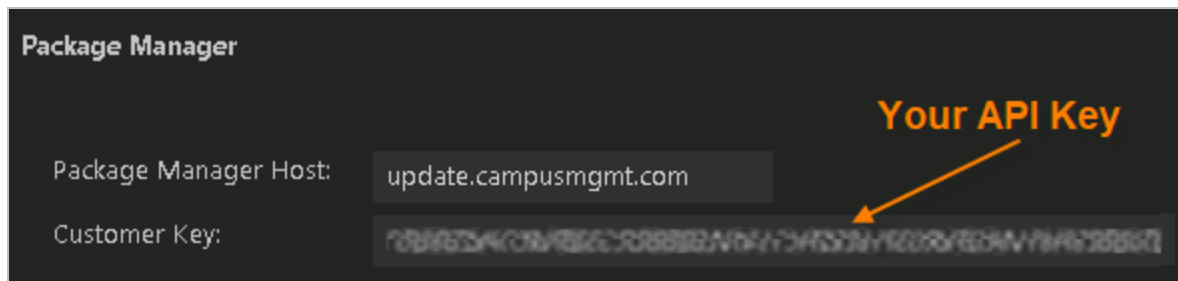 Package Manager
Your API Key
Package Manager Host: update.campusmgmt.com
Customer Key: